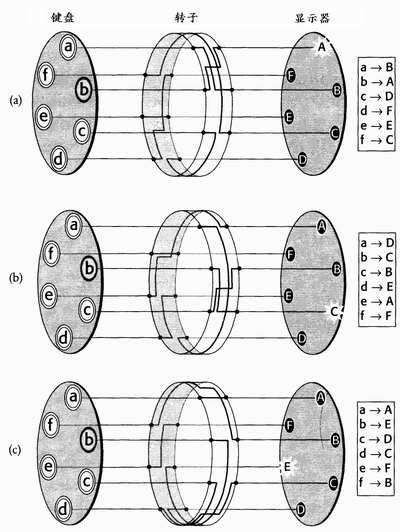 键盘 转子 显示器
(a)
a
f
b
e
c
d
A
F
B
E
C
D
a → B
b → A
c → D
d → F
e → E
f → C
(b)
a
f
b
e
c
d
A
F
B
E
C
D
a → D
b → C
c → B
d → E
e → A
f → F
(c)
a
f
b
e
c
d
A
F
B
E
C
D
a → A
b → E
c → D
d → C
e → F
f → B